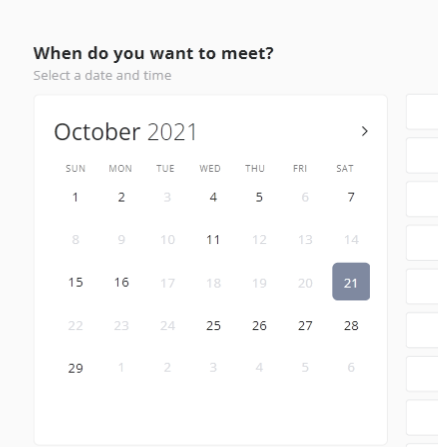 When do you want to meet?
Select a date and time
October 2021
SUN MON TUE WED THU FRI SAT
1 2 3 4 5 6 7
8 9 10 11 12 13 14
15 16 17 18 19 20 21
22 23 24 25 26 27 28
29 1 2 3 4 5 6